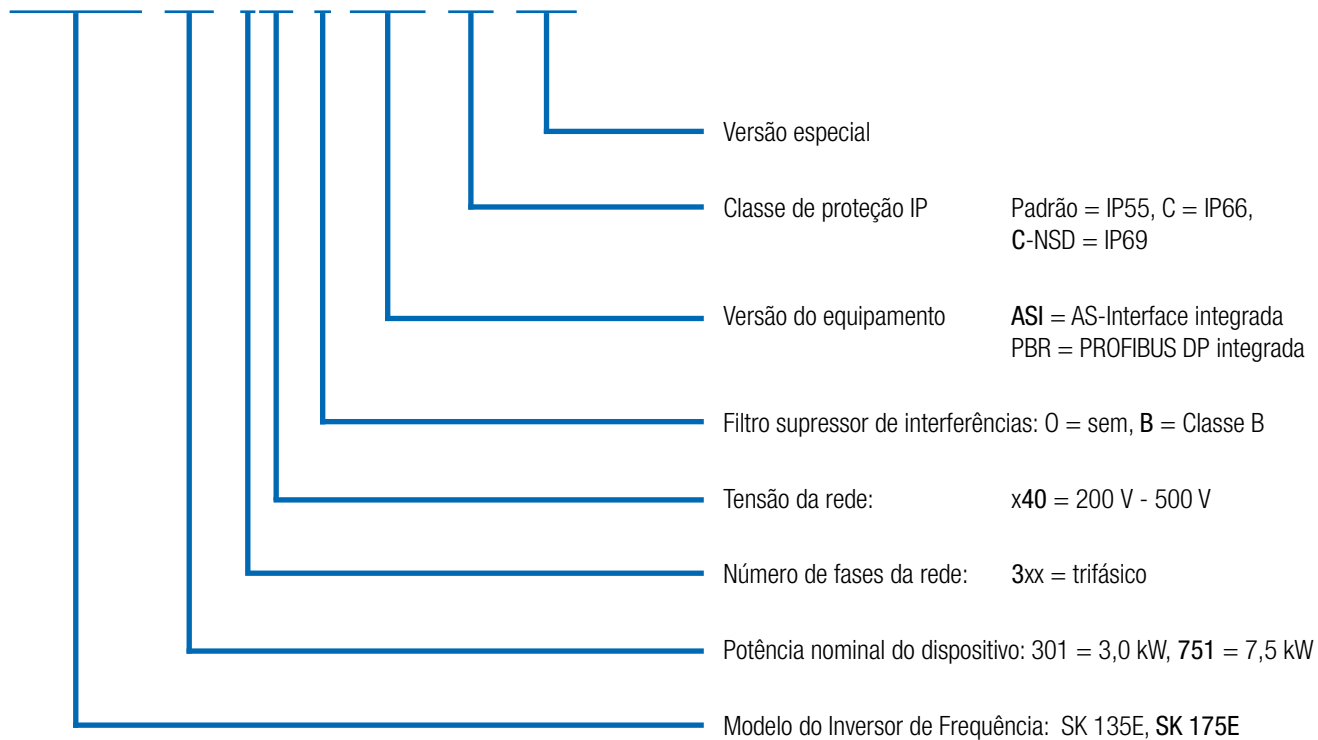 Versão especial
Classe de proteção IP Padrão = IP55, C = IP66,
C-NSD = IP69
Versão do equipamento ASI = AS-Interface integrada
PBR = PROFIBUS DP integrada
Filtro supressor de interferências: O = sem, B = Classe B
Tensão da rede: x40 = 200 V - 500 V
Número de fases da rede: 3xx = trifásico
Potência nominal do dispositivo: 301 = 3,0 kW, 751 = 7,5 kW
Modelo do Inversor de Frequência: SK 135E, SK 175E